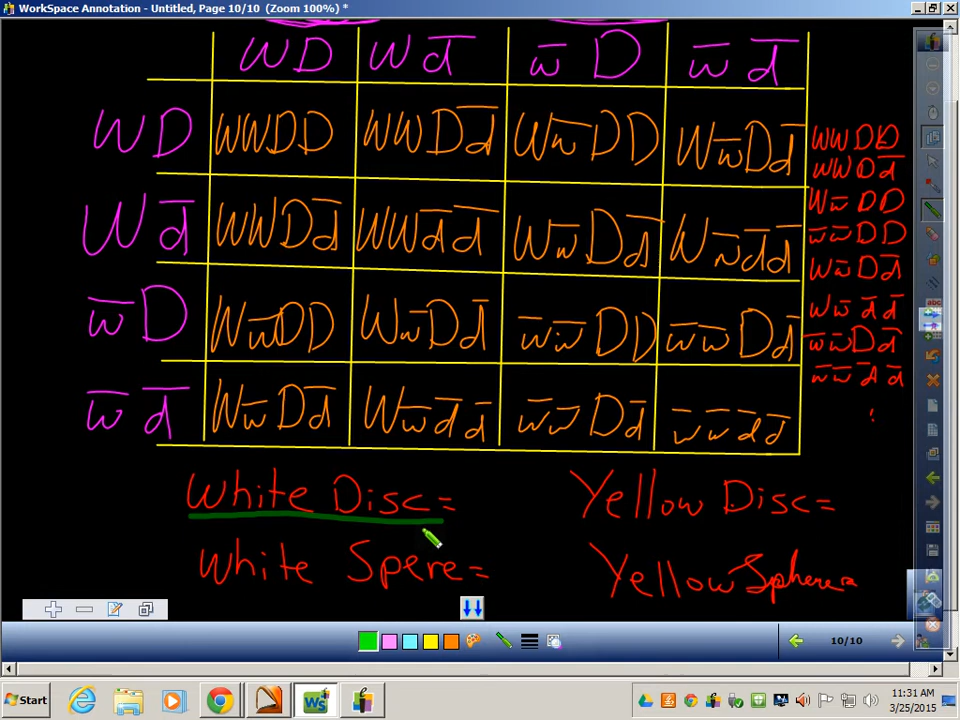 WorkSpace Annotation - Untitled, Page 10/10 (Zoom 100%) *
WD Wd̅ w̅D w̅d̅
WD WWDD WWDd̅ Ww̅DD Ww̅Dd̅
Wd̅ WWDd̅ WWd̅d̅ Ww̅Dd̅ Ww̅d̅d̅
w̅D Ww̅DD Ww̅Dd̅ w̅w̅DD w̅w̅Dd̅
w̅d̅ Ww̅Dd̅ Ww̅d̅d̅ w̅w̅Dd̅ w̅w̅d̅d̅
WWDD
WWDd̅
Ww̅DD
w̅w̅DD
Ww̅Dd̅
Ww̅d̅d̅
w̅w̅Dd̅
w̅w̅d̅d̅
White Disc= Yellow Disc=
White Spere= Yellow Sphere=
abc
10/10
Start
WS
11:31 AM
3/25/2015